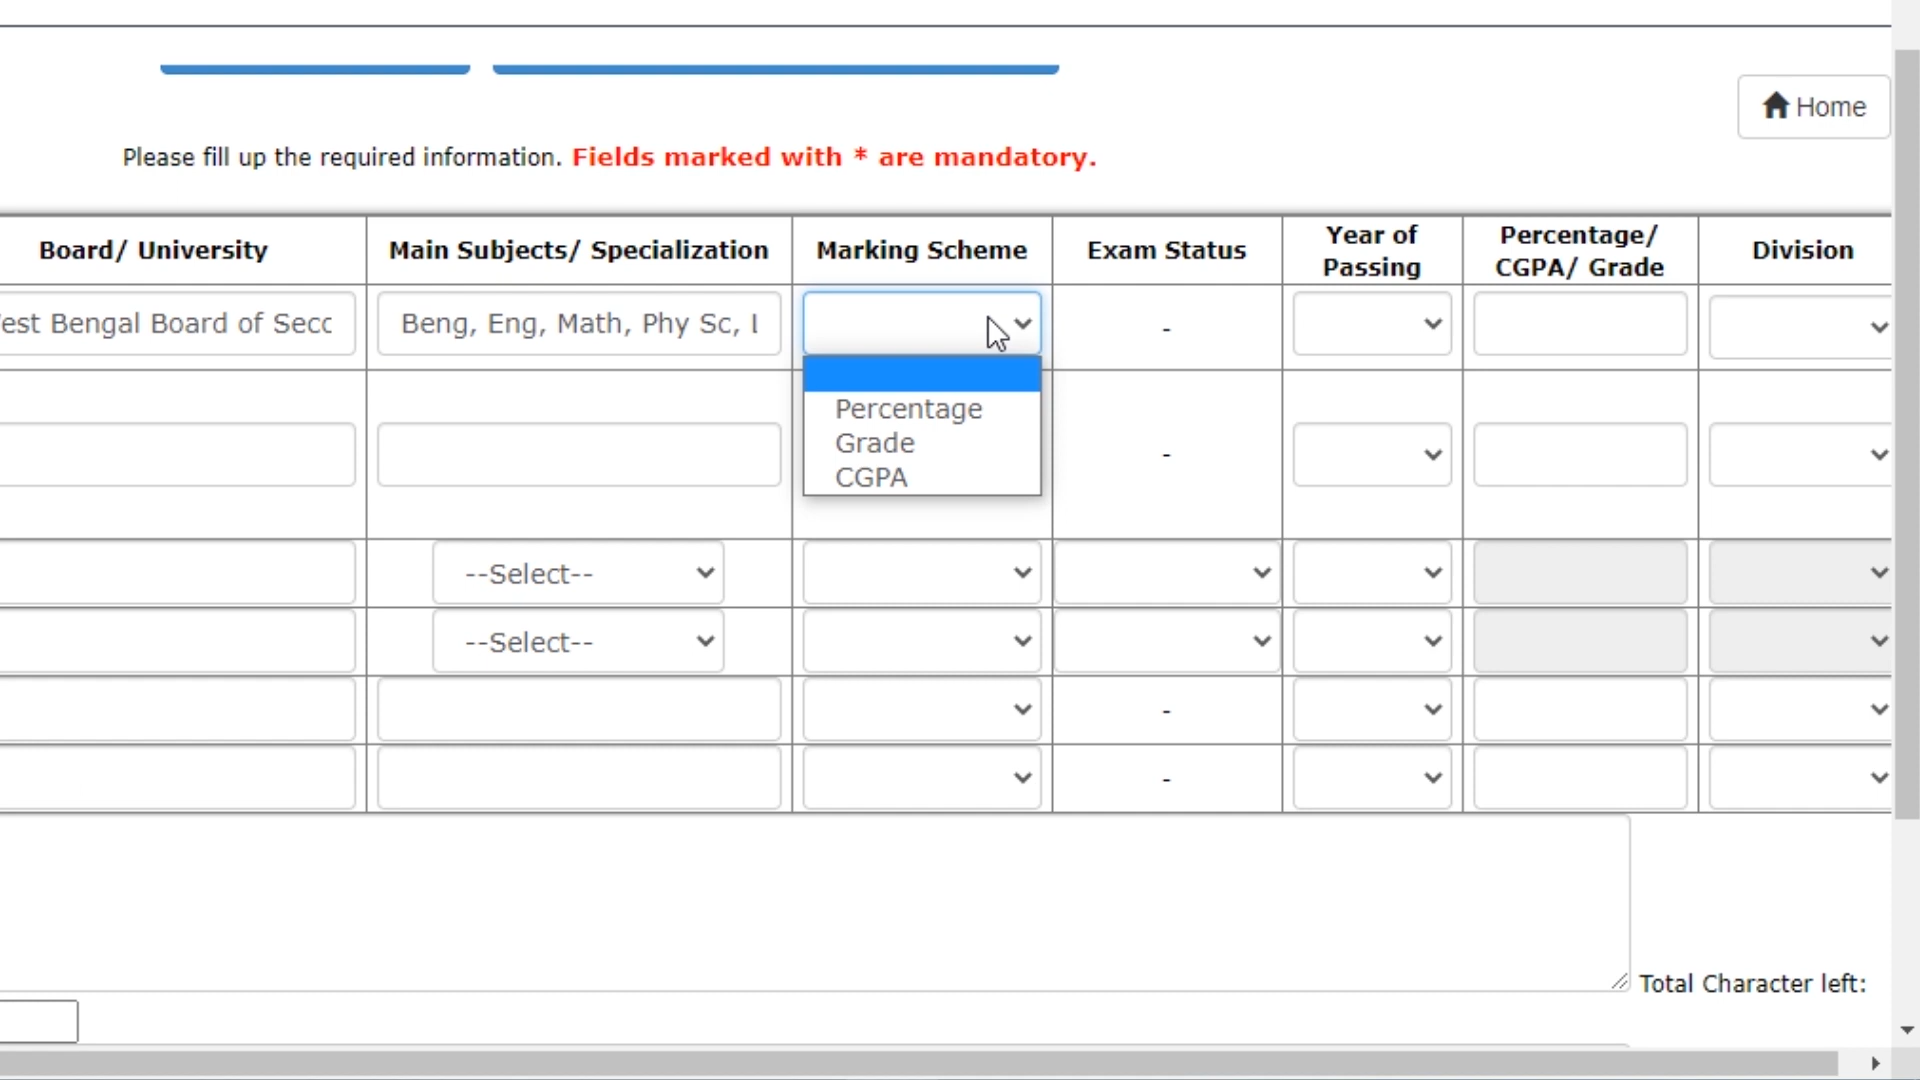 Home
Please fill up the required information. Fields marked with * are mandatory.
Board/ University
Main Subjects/ Specialization
Marking Scheme
Exam Status
Year of
Passing
Percentage/
CGPA/ Grade
Division
est Bengal Board of Secc
Beng, Eng, Math, Phy Sc, L
-
Percentage
Grade
CGPA
-
--Select--
--Select--
-
-
Total Character left: